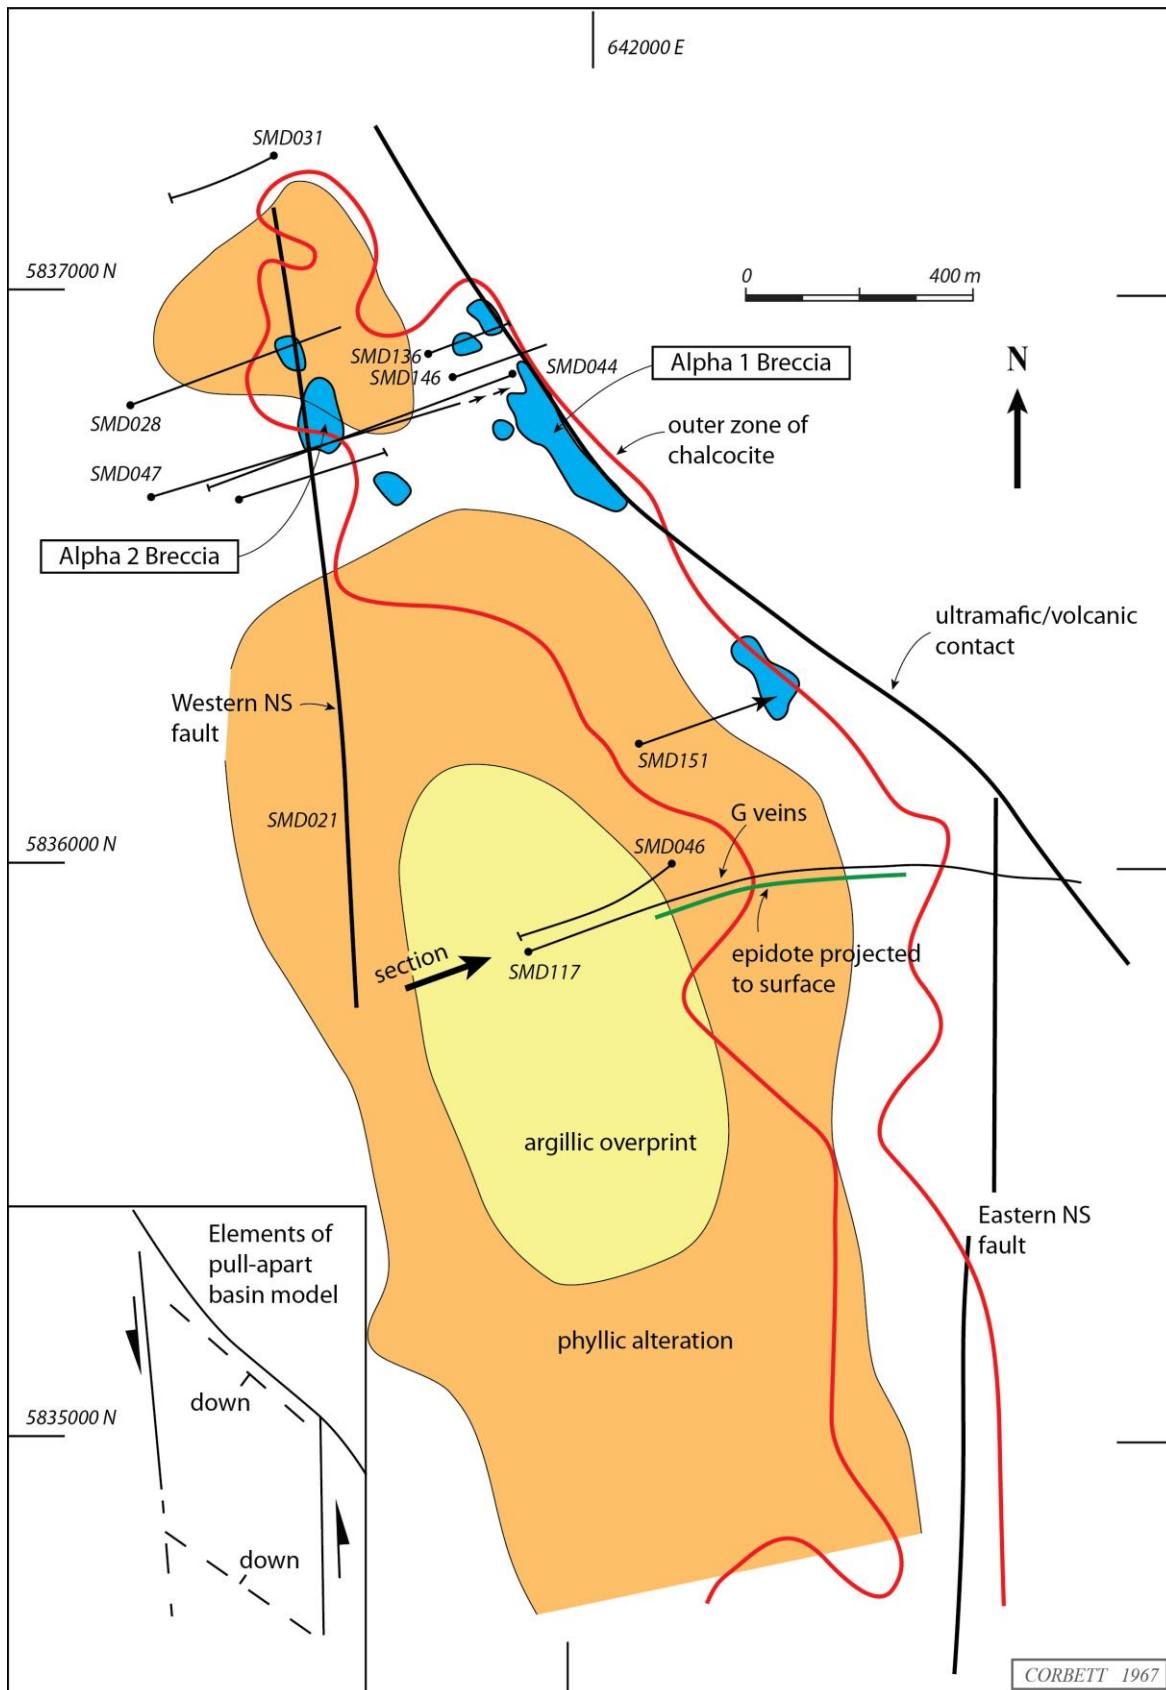 642000 E
SMD031
5837000 N
0
400 m
N
SMD136
SMD146
SMD044
Alpha 1 Breccia
SMD028
outer zone of
chalcocite
SMD047
Alpha 2 Breccia
ultramafic/volcanic
contact
Western NS
fault
SMD151
SMD021
G veins
5836000 N
SMD046
section
SMD117
epidote projected
to surface
argillic overprint
Eastern NS
fault
Elements of
pull-apart
basin model
phyllic alteration
down
5835000 N
down
CORBETT 1967